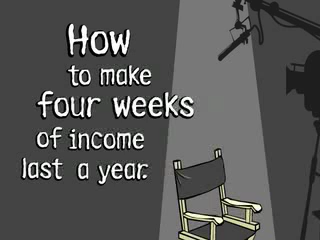 How
to make
four weeks
of income
last a year.